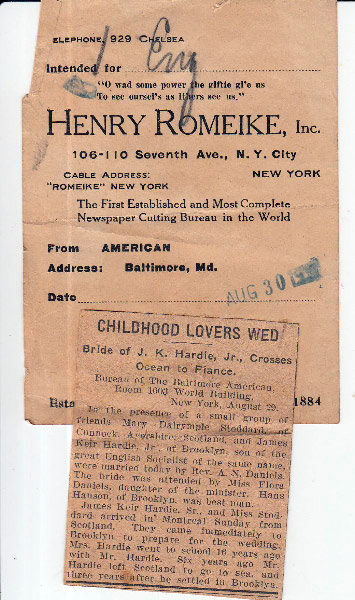 ELEPHONE, 929 CHELSEA
Intended for Eng
"O wad some power the giftie gi'e us
To see oursel's as ithers see us."
HENRY ROMEIKE, Inc.
106-110 Seventh Ave., N. Y. City
CABLE ADDRESS: NEW YORK
"ROMEIKE" NEW YORK
The First Established and Most Complete
Newspaper Cutting Bureau in the World
From AMERICAN
Address: Baltimore, Md.
Date AUG 30
Esta 1884
CHILDHOOD LOVERS WED
Bride of J. K. Hardie, Jr., Crosses
Ocean to Fiance.
Bureau of The Baltimore American,
Room 1003 World Building,
New York, August 29.
In the presence of a small group of
friends Mary Dalrymple Stoddard, of
Cunnock, Ayershire, Scotland, and James
Keir Hardie, Jr., of Brooklyn, son of the
great English Socialist of the same name,
were married today by Rev. A. N. Daniels.
The bride was attended by Miss Flora
Daniels, daughter of the minister. Hans
Hanson, of Brooklyn, was best man.
James Keir Hardie, Sr., and Miss Stod-
dard arrived in Montreal Sunday from
Scotland. They came immediately to
Brooklyn to prepare for the wedding.
Mrs. Hardie went to school 16 years ago
with Mr. Hardie. Six years ago Mr.
Hardie left Scotland to go to sea, and
three years after he settled in Brooklyn.